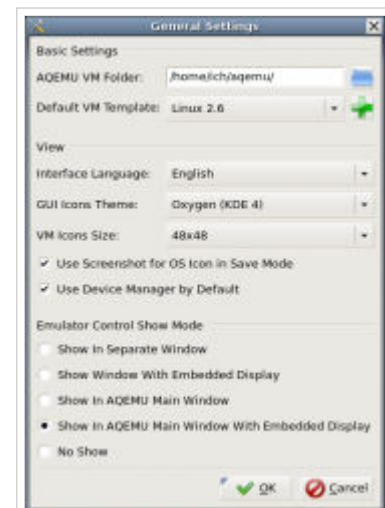 General Settings
Basic Settings
AQEMU VM Folder: /home/ich/aqemu/
Default VM Template: Linux 2.6
View
Interface Language: English
GUI Icons Theme: Oxygen (KDE 4)
VM Icons Size: 48x48
Use Screenshot for OS Icon in Save Mode
Use Device Manager by Default
Emulator Control Show Mode
Show In Separate Window
Show Window With Embedded Display
Show In AQEMU Main Window
Show In AQEMU Main Window With Embedded Display
No Show
OK Cancel